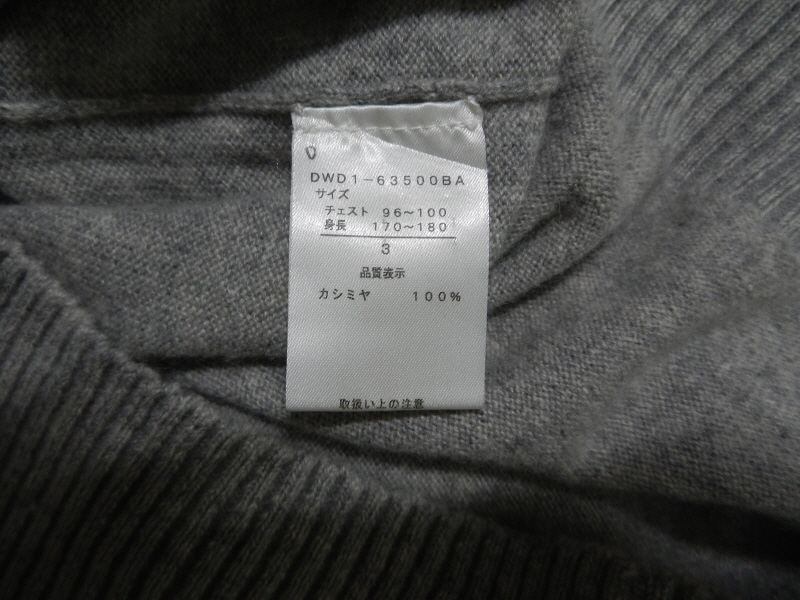 DWD1-63500BA
サイズ
チェスト 96~100
身長 170~180
3
品質表示
カシミヤ 100%
取扱い上の注意